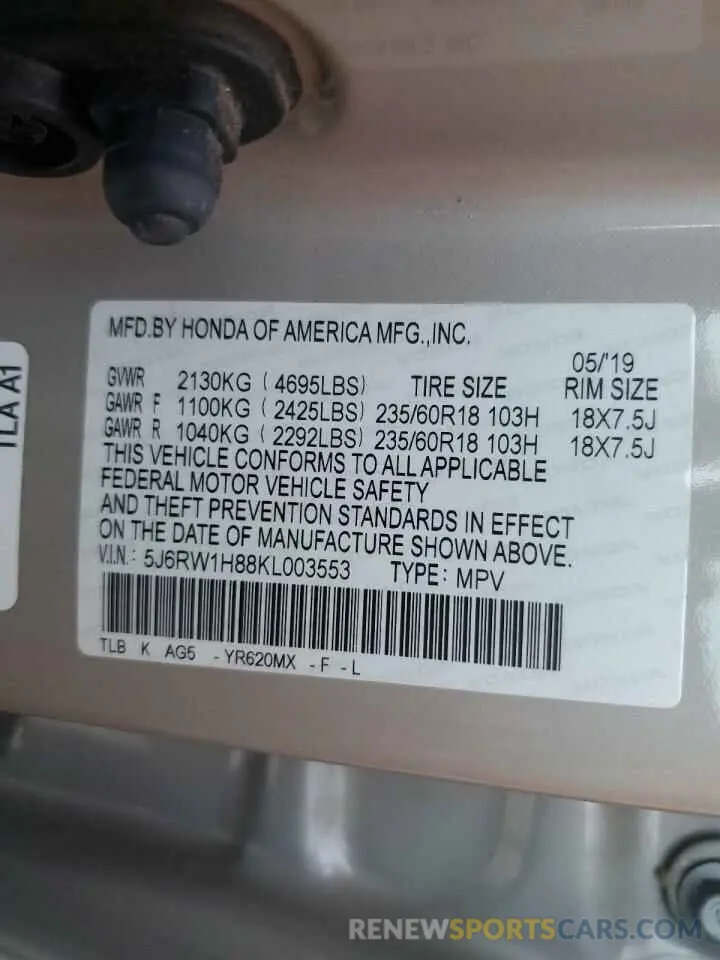 MFD.BY HONDA OF AMERICA MFG.,INC.
05/'19
GVWR 2130KG ( 4695LBS) TIRE SIZE RIM SIZE
GAWR F 1100KG ( 2425LBS) 235/60R18 103H 18X7.5J
GAWR R 1040KG ( 2292LBS) 235/60R18 103H 18X7.5J
THIS VEHICLE CONFORMS TO ALL APPLICABLE
FEDERAL MOTOR VEHICLE SAFETY
AND THEFT PREVENTION STANDARDS IN EFFECT
ON THE DATE OF MANUFACTURE SHOWN ABOVE.
V.I.N.: 5J6RW1H88KL003553 TYPE: MPV
TLB K AG5 -YR620MX -F -L
TLA A1
RENEWSPORTSCARS.COM